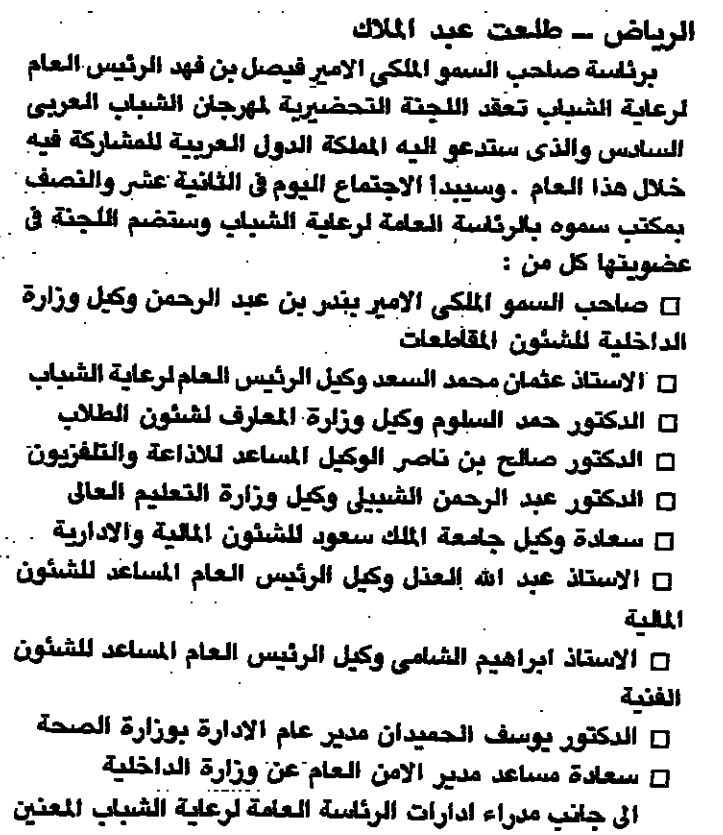 الرياض ــ طلعت عبد الملاك
برئاسة صاحب السمو الملكي الامير فيصل بن فهد الرئيس العام
لرعاية الشباب تعقد اللجنة التحضيرية لمهرجان الشباب العربي
السادس والذى ستدعو اليه المملكة الدول العربية للمشاركة فيه
خلال هذا العام . وسيبدأ الاجتماع اليوم في الثانية عشر والنصف
بمكتب سموه بالرئاسة العامة لرعاية الشباب وستضم اللجنة في
عضويتها كل من :
□ صاحب السمو الملكي الامير بندر بن عبد الرحمن وكيل وزارة
الداخلية للشئون المقاطعات
□ الاستاذ عثمان محمد السعد وكيل الرئيس العام لرعاية الشباب
□ الدكتور حمد السلوم وكيل وزارة المعارف لشئون الطلاب
□ الدكتور صالح بن ناصر الوكيل المساعد للاذاعة والتلفزيون
□ الدكتور عبد الرحمن الشبيلي وكيل وزارة التعليم العالى
□ سعادة وكيل جامعة الملك سعود للشئون المالية والادارية
□ الاستاذ عبد الله العذل وكيل الرئيس العام المساعد للشئون
المالية
□ الاستاذ ابراهيم الشامى وكيل الرئيس العام المساعد للشئون
الفنية
□ الدكتور يوسف الحميدان مدير عام الادارة بوزارة الصحة
□ سعادة مساعد مدير الامن العام عن وزارة الداخلية
الى جانب مدراء ادارات الرئاسة العامة لرعاية الشباب المعنين